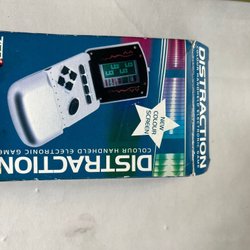 DISTRACTION
COLOUR HANDHELD ELECTRONIC GAME
NEW
COLOUR
SCREEN
DISTRACTION